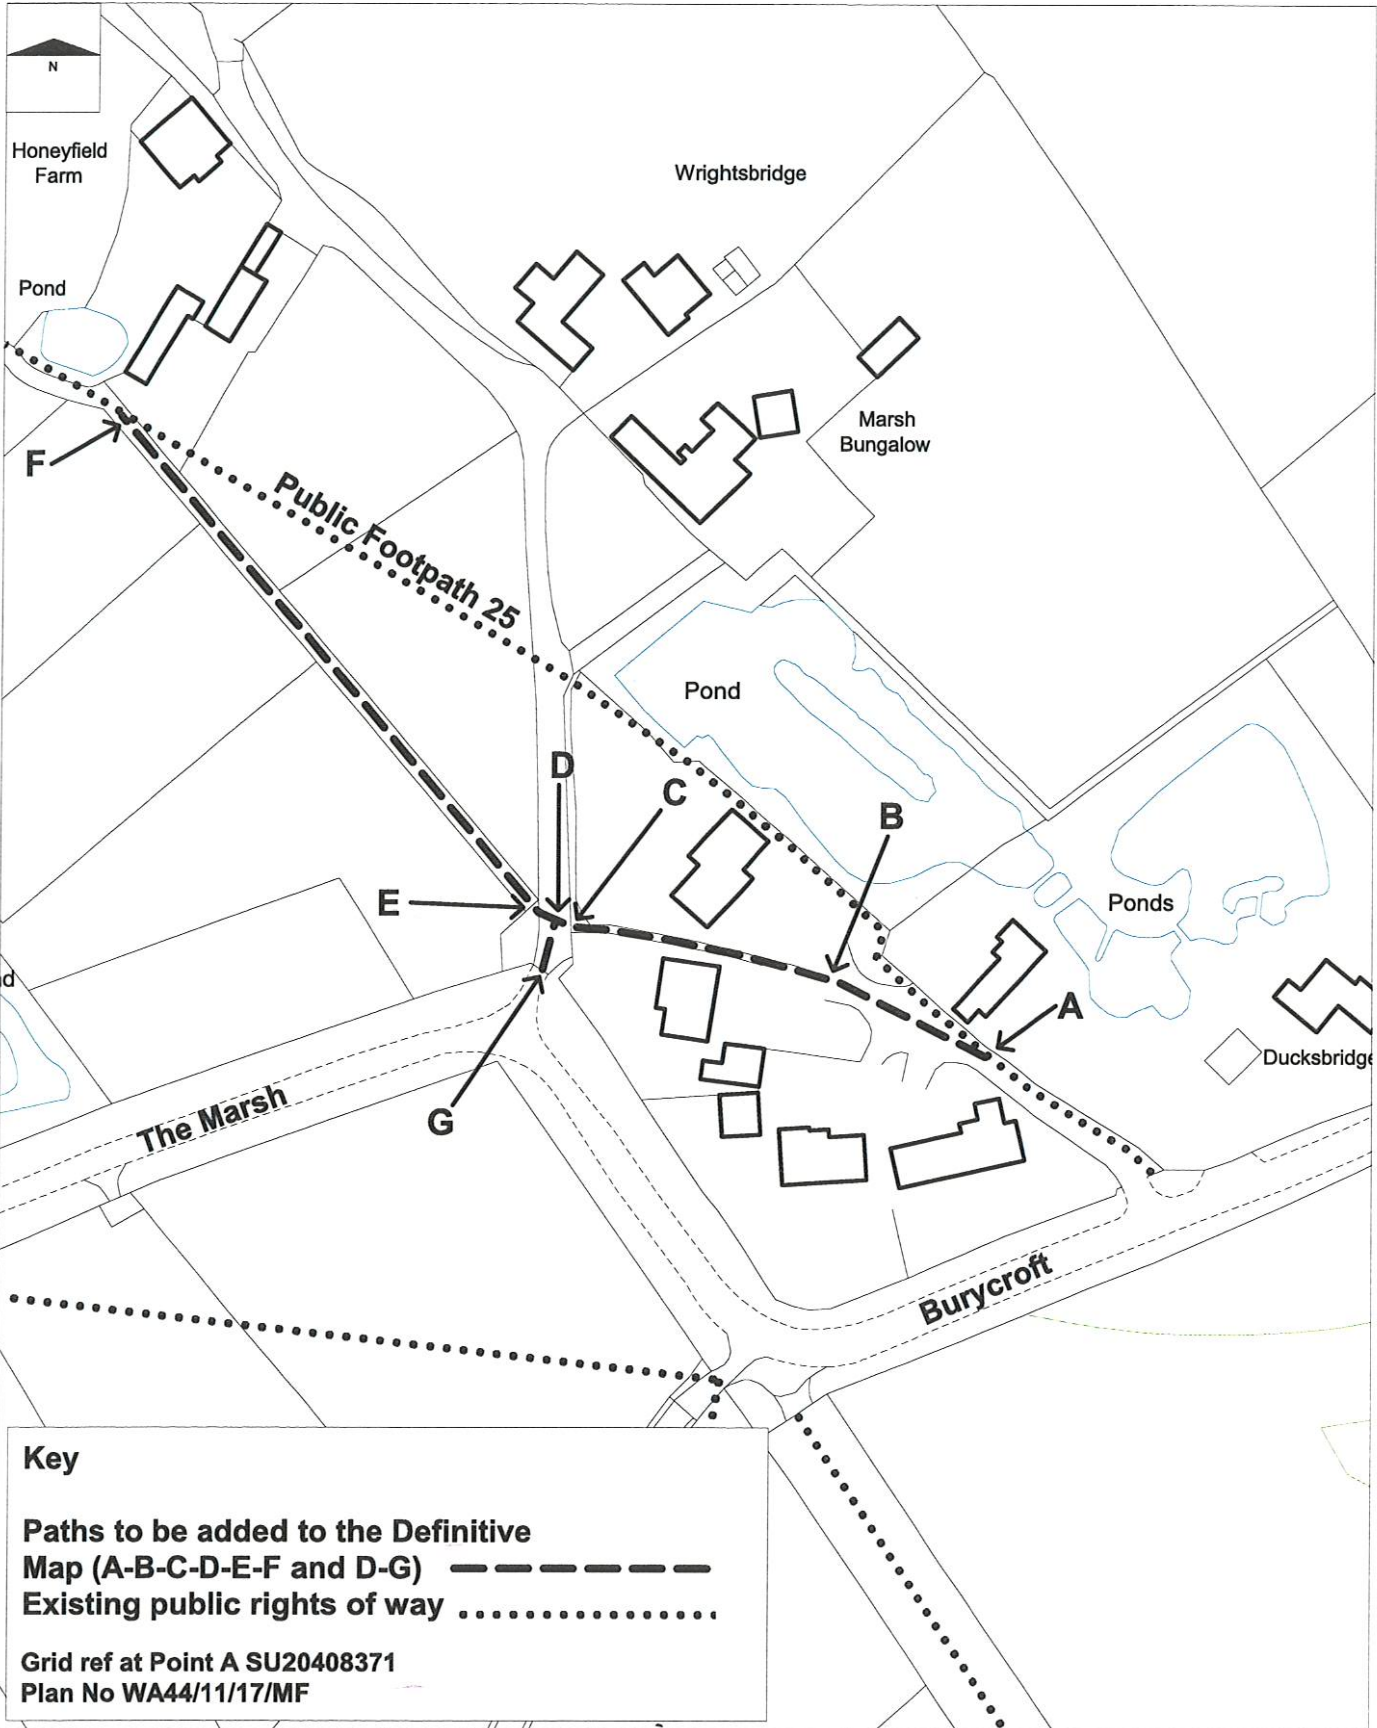 N
Honeyfield
Farm
Wrightsbridge
Pond
Marsh
Bungalow
F
Public Footpath 25
Pond
D
C
B
E
Ponds
A
Ducksbridge
G
The Marsh
Burycroft
Key
Paths to be added to the Definitive
Map (A-B-C-D-E-F and D-G)
Existing public rights of way
Grid ref at Point A SU20408371
Plan No WA44/11/17/MF